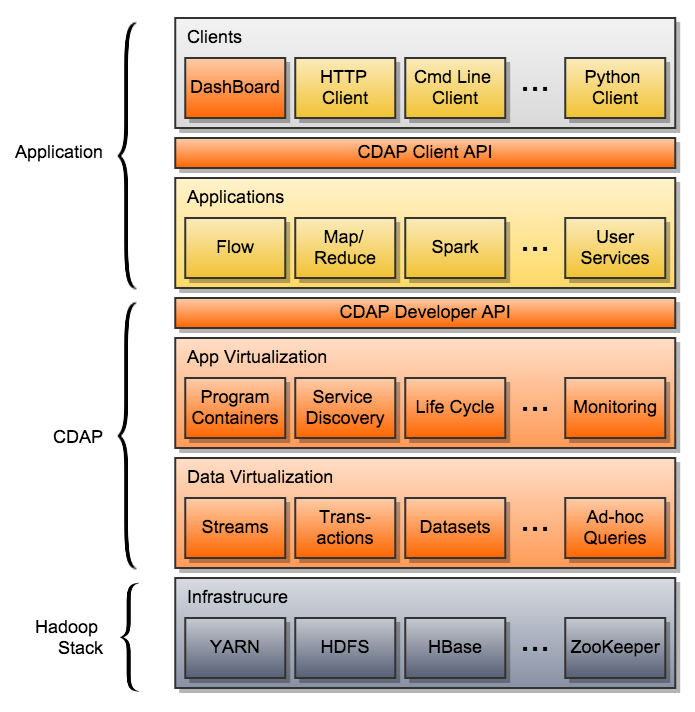 Clients
DashBoard
HTTP
Client
Cmd Line
Client
...
Python
Client
Application
CDAP Client API
Applications
Flow
Map/
Reduce
Spark
...
User
Services
CDAP Developer API
App Virtualization
Program
Containers
Service
Discovery
Life Cycle
...
Monitoring
CDAP
Data Virtualization
Streams
Trans-
actions
Datasets
...
Ad-hoc
Queries
Infrastrucure
Hadoop
Stack
YARN
HDFS
HBase
...
ZooKeeper